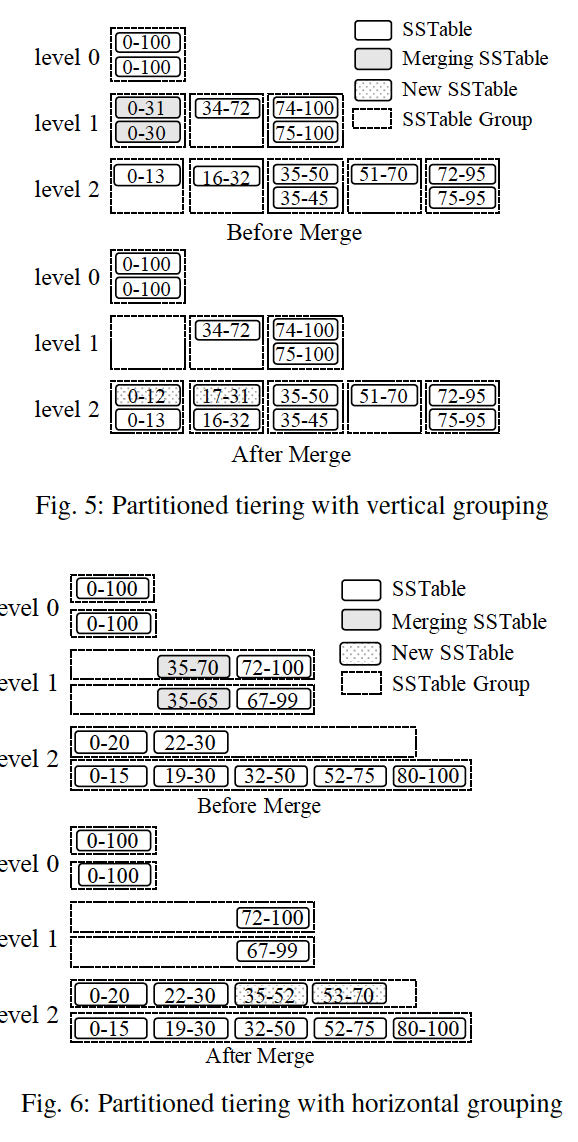 level 0
0-100
0-100
SSTable
Merging SSTable
New SSTable
SSTable Group
level 1
0-31 34-72 74-100
0-30 75-100
level 2
0-13 16-32 35-50 51-70 72-95
35-45 75-95
Before Merge
level 0
0-100
0-100
level 1
34-72 74-100
75-100
level 2
0-12 17-31 35-50 51-70 72-95
0-13 16-32 35-45 75-95
After Merge
Fig. 5: Partitioned tiering with vertical grouping
evel 0
0-100
0-100
SSTable
Merging SSTable
New SSTable
SSTable Group
evel 1
35-70 72-100
35-65 67-99
evel 2
0-20 22-30
0-15 19-30 32-50 52-75 80-100
Before Merge
evel 0
0-100
0-100
evel 1
72-100
67-99
evel 2
0-20 22-30 35-52 53-70
0-15 19-30 32-50 52-75 80-100
After Merge
Fig. 6: Partitioned tiering with horizontal grouping